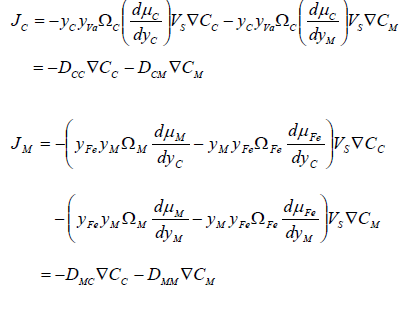 J_C = -y_C y_{Va} Ω_C (dμ_C / dy_C) V_S ∇C_C - y_C y_{Va} Ω_C (dμ_C / dy_M) V_S ∇C_M
= -D_{CC} ∇C_C - D_{CM} ∇C_M
J_M = -(y_{Fe} y_M Ω_M dμ_M / dy_C - y_M y_{Fe} Ω_{Fe} dμ_{Fe} / dy_C) V_S ∇C_C
-(y_{Fe} y_M Ω_M dμ_M / dy_M - y_M y_{Fe} Ω_{Fe} dμ_{Fe} / dy_M) V_S ∇C_M
= -D_{MC} ∇C_C - D_{MM} ∇C_M